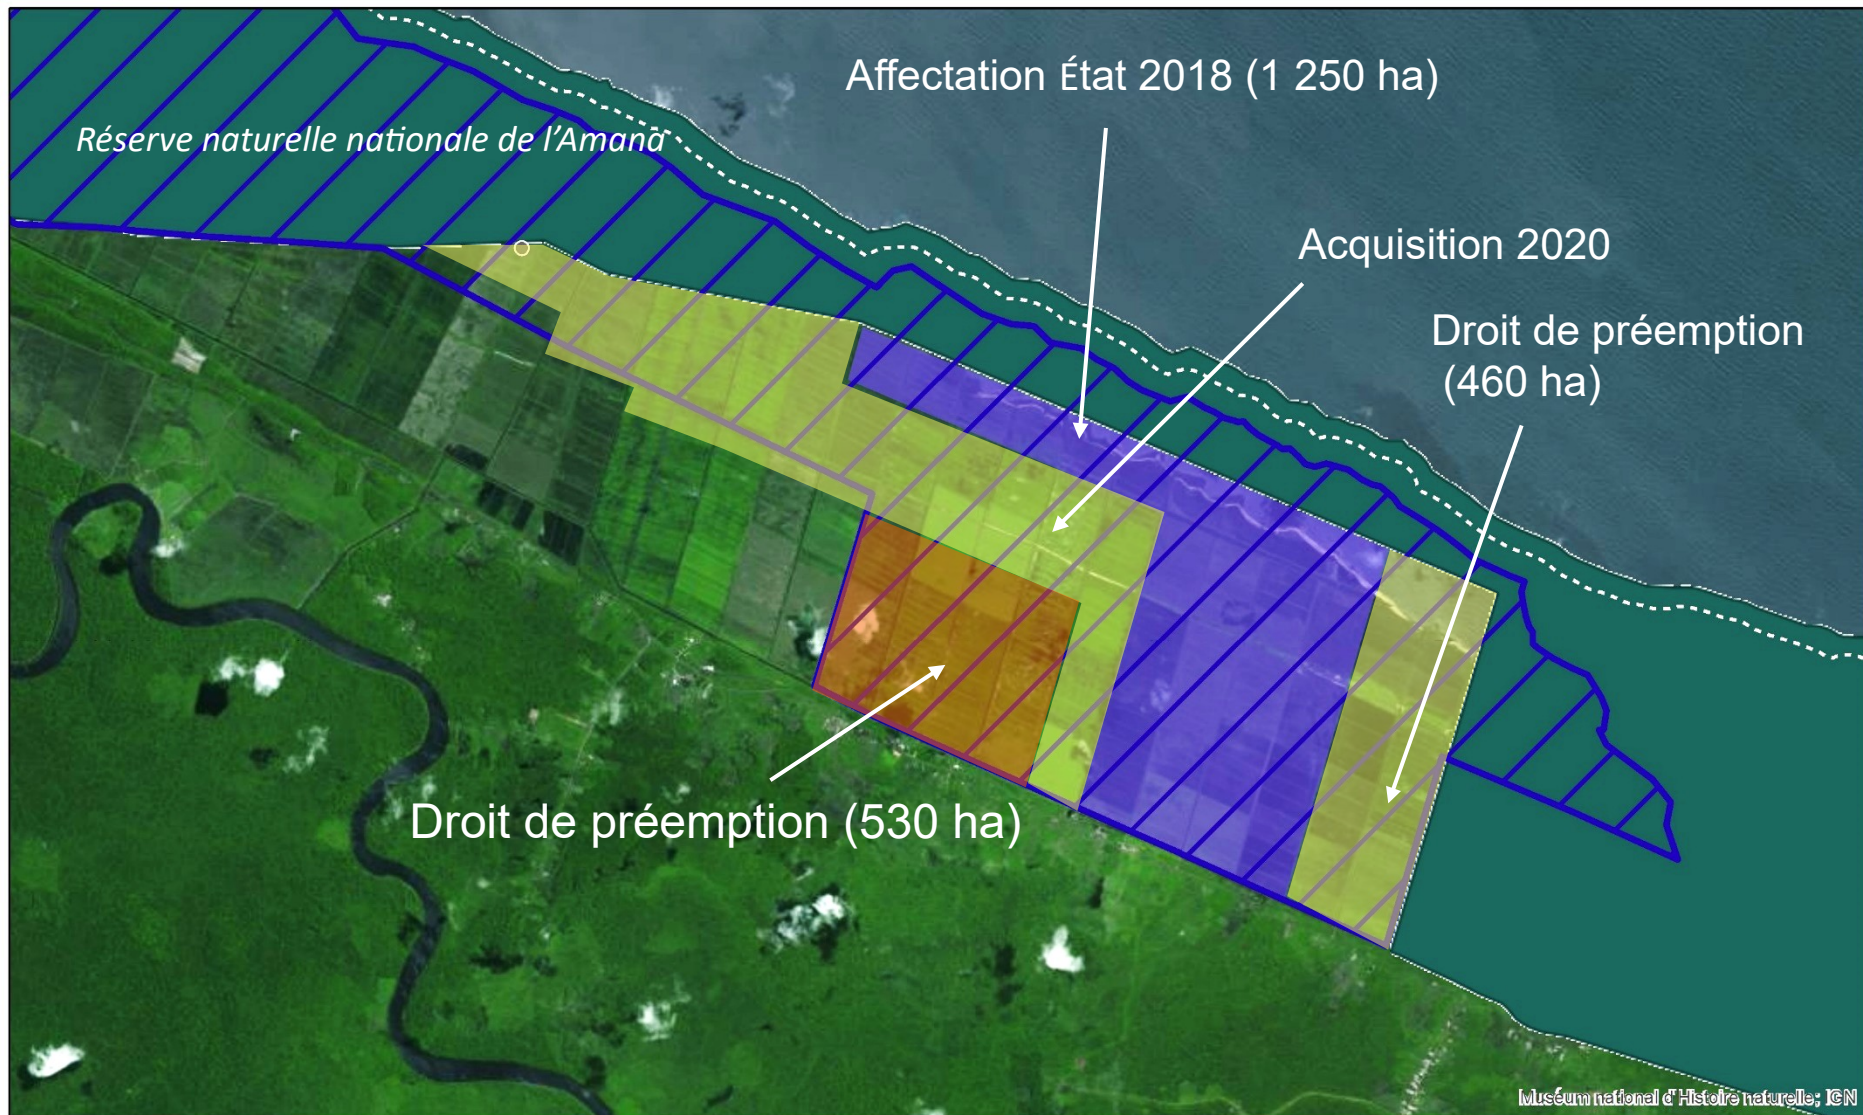 Affectation État 2018 (1 250 ha)
Réserve naturelle nationale de l'Amana
Acquisition 2020
Droit de préemption
(460 ha)
Droit de préemption (530 ha)
Muséum national d'Histoire naturelle; IGN